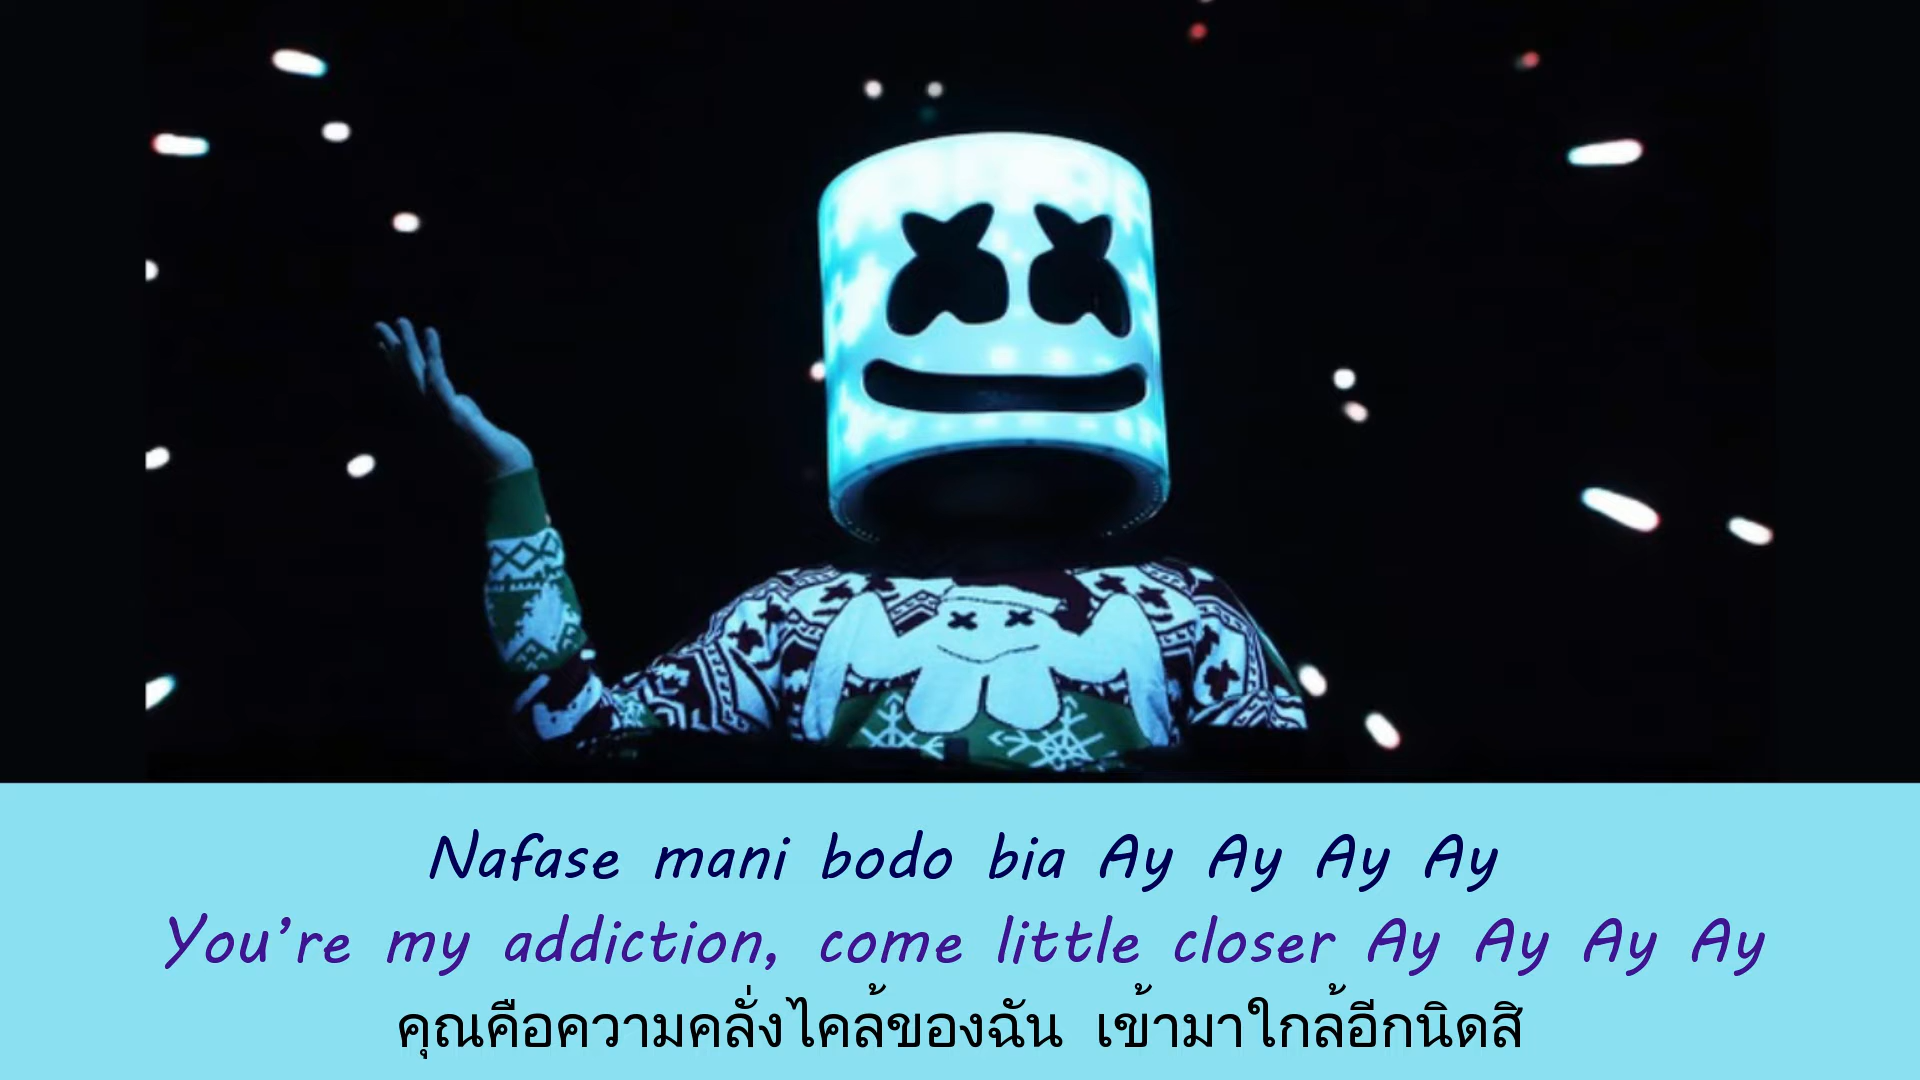 Nafase mani bodo bia Ay Ay Ay Ay
You're my addiction, come little closer Ay Ay Ay Ay
คุณคือความคลั่งไคล้ของฉัน เข้ามาใกล้อีกนิดสิ